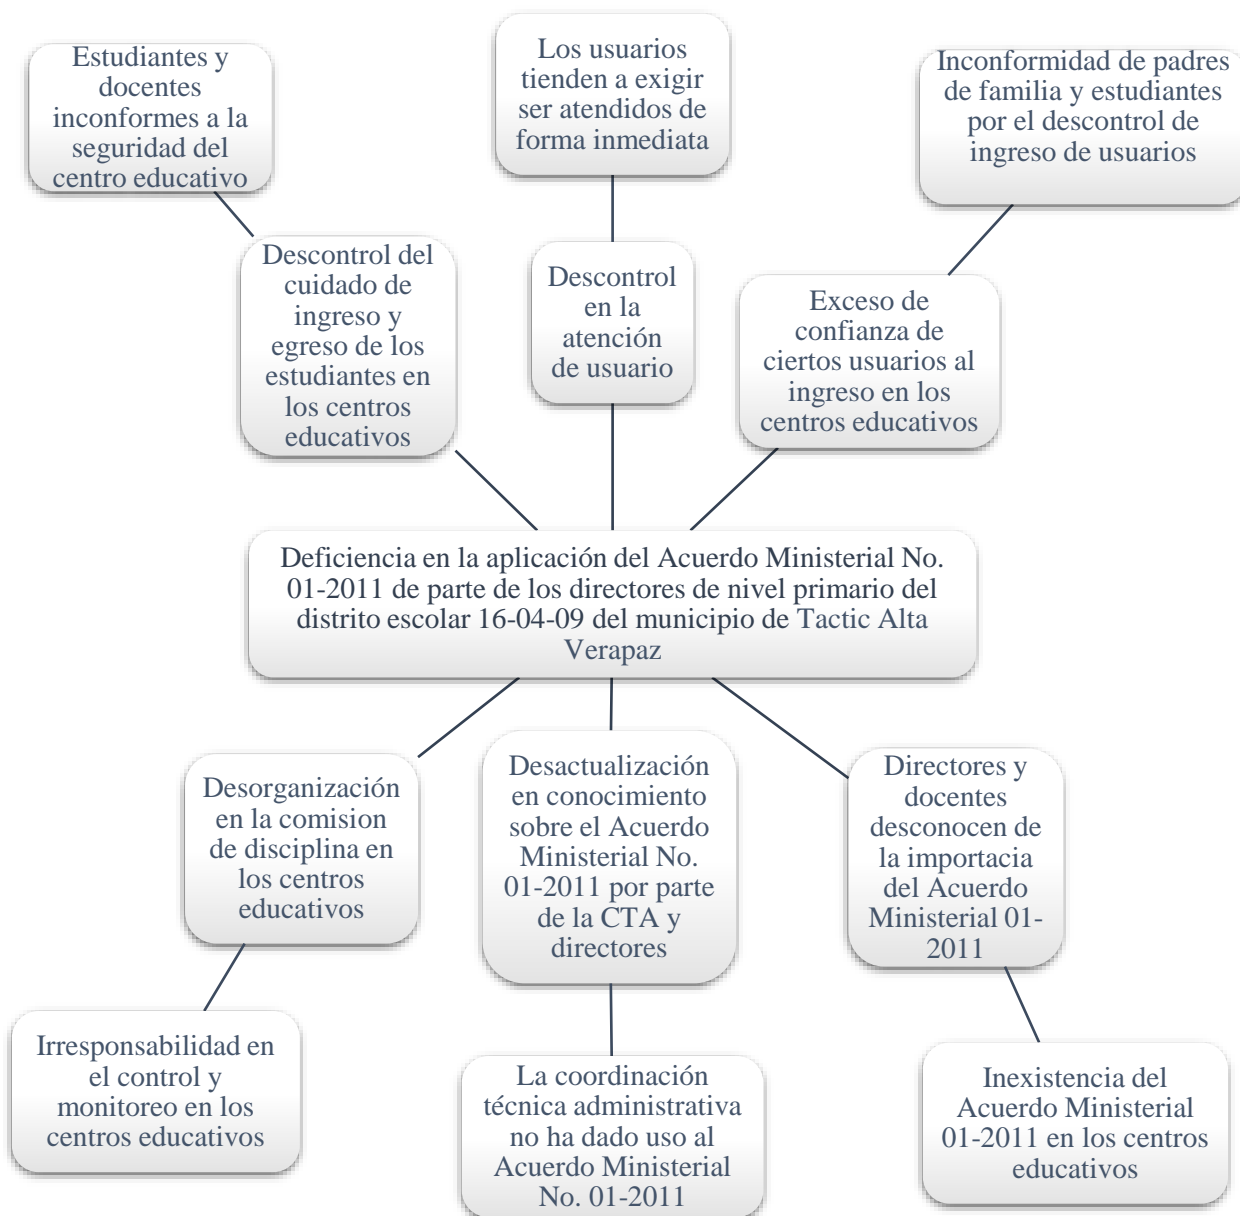 Estudiantes y
docentes
inconformes a la
seguridad del
centro educativo
Los usuarios
tienden a exigir
ser atendidos de
forma inmediata
Inconformidad de padres
de familia y estudiantes
por el descontrol de
ingreso de usuarios
Descontrol del
cuidado de
ingreso y
egreso de los
estudiantes en
los centros
educativos
Descontrol
en la
atención
de usuario
Exceso de
confianza de
ciertos usuarios al
ingreso en los
centros educativos
Deficiencia en la aplicación del Acuerdo Ministerial No.
01-2011 de parte de los directores de nivel primario del
distrito escolar 16-04-09 del municipio de Tactic Alta
Verapaz
Desorganización
en la comision
de disciplina en
los centros
educativos
Desactualización
en conocimiento
sobre el Acuerdo
Ministerial No.
01-2011 por parte
de la CTA y
directores
Directores y
docentes
desconocen de
la importacia
del Acuerdo
Ministerial 01-
2011
Irresponsabilidad en
el control y
monitoreo en los
centros educativos
La coordinación
técnica administrativa
no ha dado uso al
Acuerdo Ministerial
No. 01-2011
Inexistencia del
Acuerdo Ministerial
01-2011 en los centros
educativos